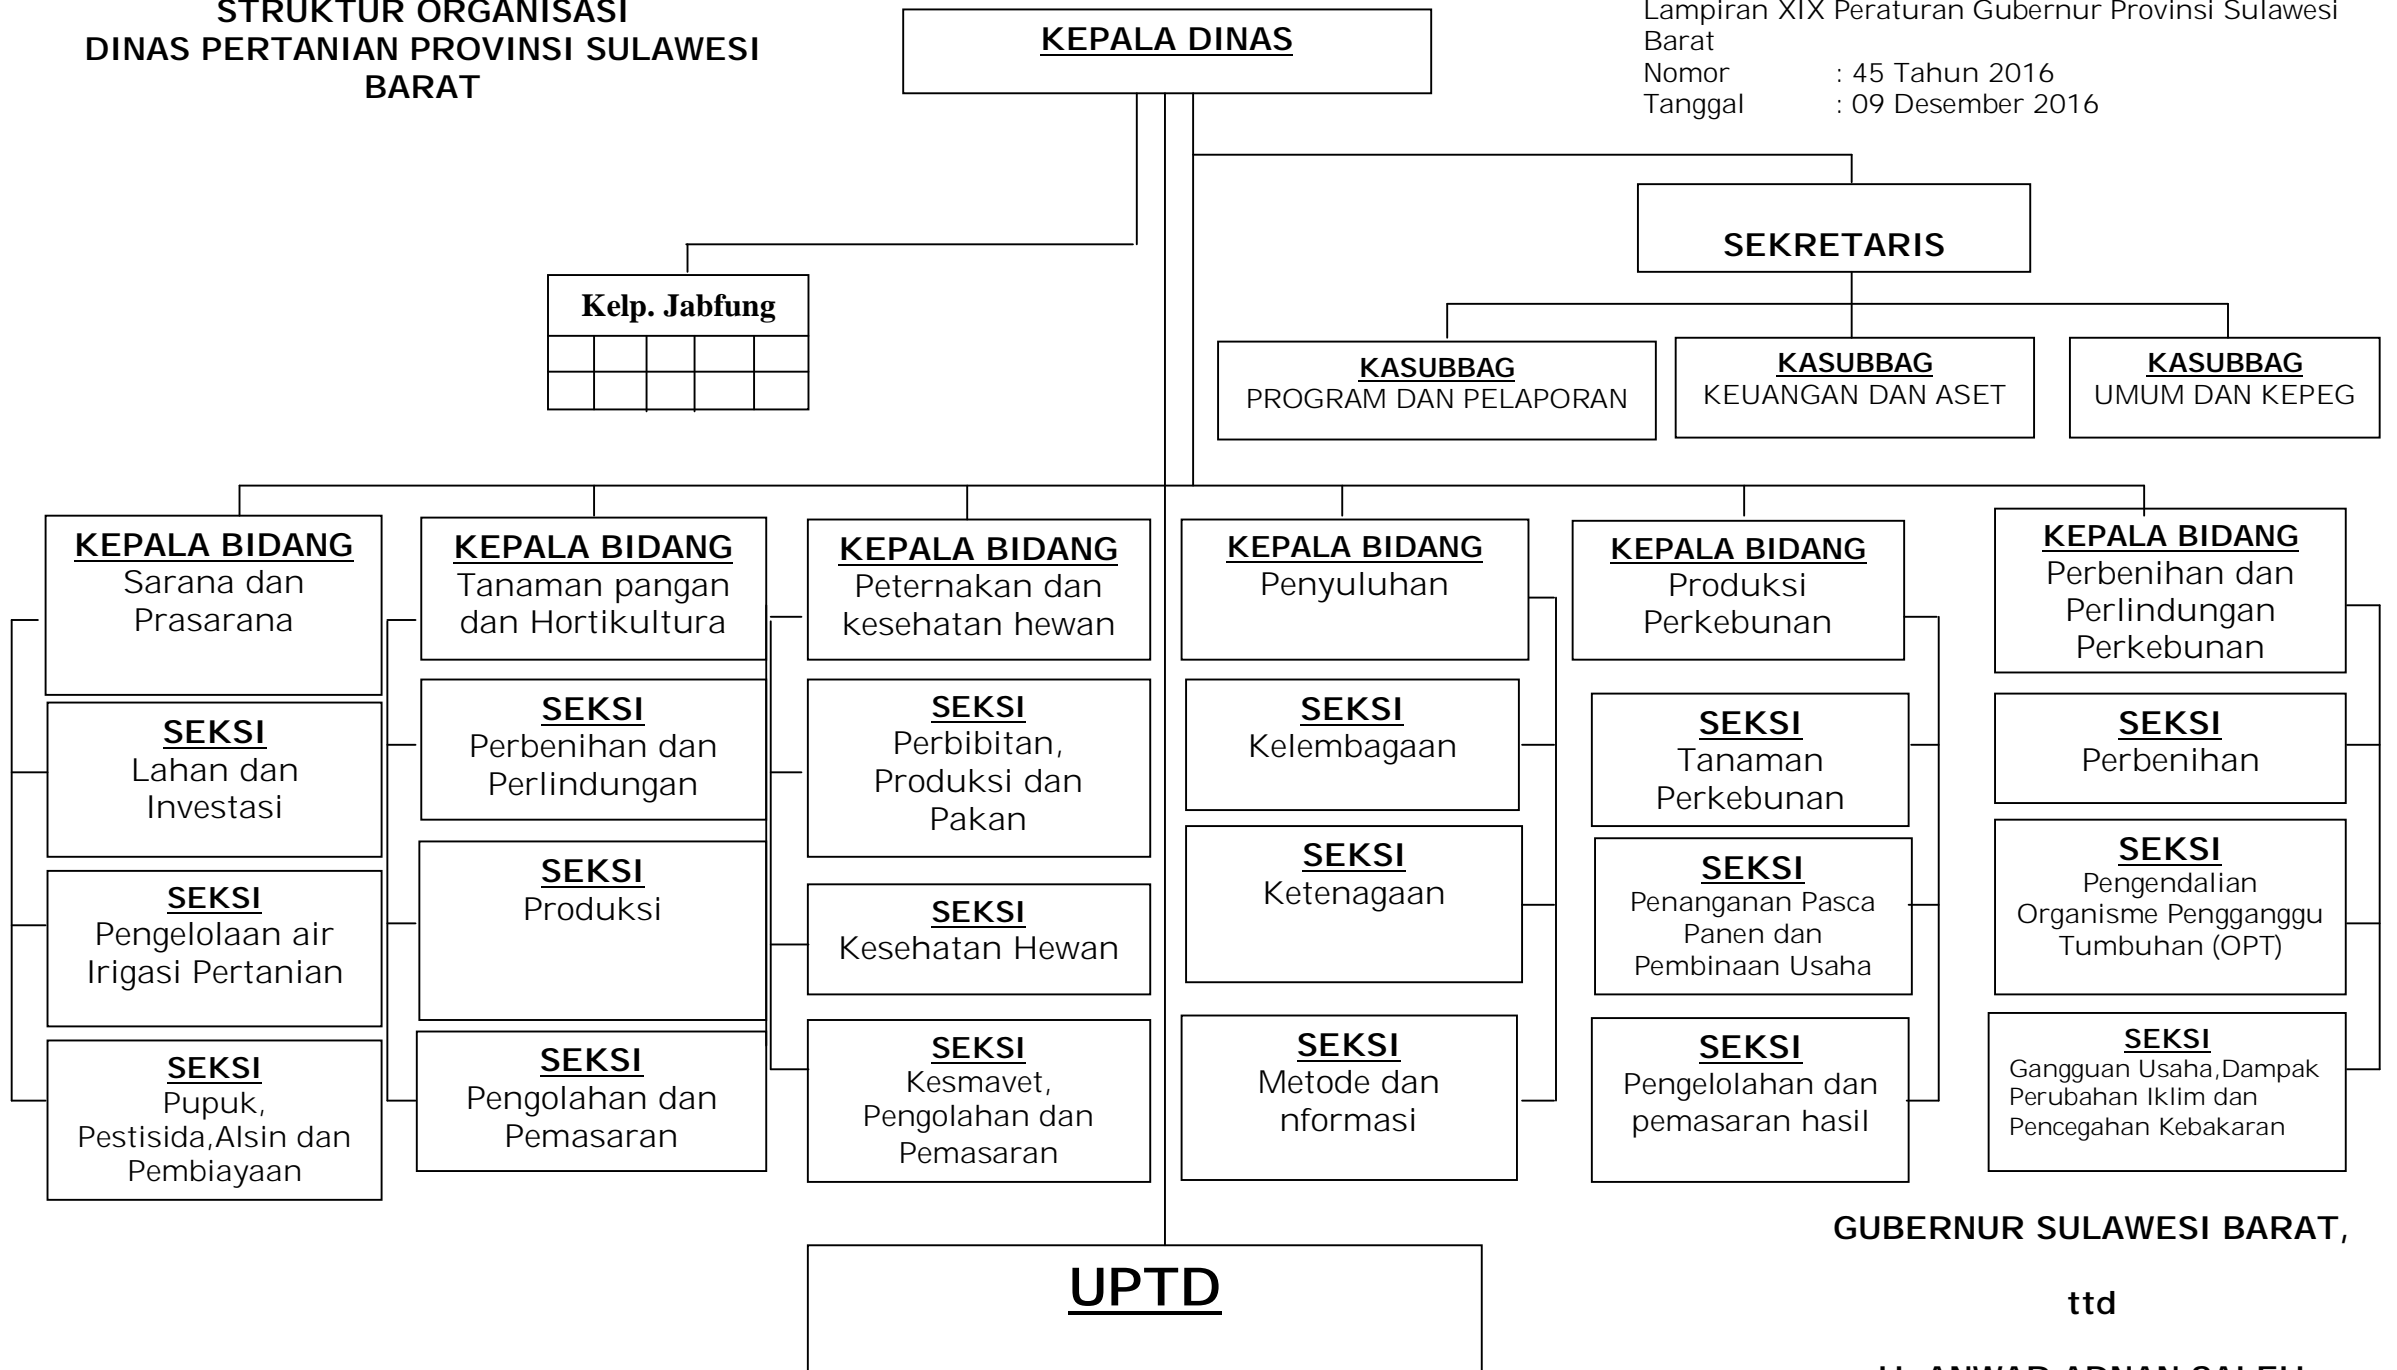 STRUKTUR ORGANISASI
DINAS PERTANIAN PROVINSI SULAWESI
BARAT
KEPALA DINAS
Lampiran XIX Peraturan Gubernur Provinsi Sulawesi
Barat
Nomor : 45 Tahun 2016
Tanggal : 09 Desember 2016
SEKRETARIS
Kelp. Jabfung
KASUBBAG
PROGRAM DAN PELAPORAN
KASUBBAG
KEUANGAN DAN ASET
KASUBBAG
UMUM DAN KEPEG
KEPALA BIDANG
Sarana dan
Prasarana
SEKSI
Lahan dan
Investasi
SEKSI
Pengelolaan air
Irigasi Pertanian
SEKSI
Pupuk,
Pestisida,Alsin dan
Pembiayaan
KEPALA BIDANG
Tanaman pangan
dan Hortikultura
SEKSI
Perbenihan dan
Perlindungan
SEKSI
Produksi
SEKSI
Pengolahan dan
Pemasaran
KEPALA BIDANG
Peternakan dan
kesehatan hewan
SEKSI
Perbibitan,
Produksi dan
Pakan
SEKSI
Kesehatan Hewan
SEKSI
Kesmavet,
Pengolahan dan
Pemasaran
KEPALA BIDANG
Penyuluhan
SEKSI
Kelembagaan
SEKSI
Ketenagaan
SEKSI
Metode dan
nformasi
KEPALA BIDANG
Produksi
Perkebunan
SEKSI
Tanaman
Perkebunan
SEKSI
Penanganan Pasca
Panen dan
Pembinaan Usaha
SEKSI
Pengelolahan dan
pemasaran hasil
KEPALA BIDANG
Perbenihan dan
Perlindungan
Perkebunan
SEKSI
Perbenihan
SEKSI
Pengendalian
Organisme Pengganggu
Tumbuhan (OPT)
SEKSI
Gangguan Usaha,Dampak
Perubahan Iklim dan
Pencegahan Kebakaran
UPTD
GUBERNUR SULAWESI BARAT,
ttd
H. ANWAR ADNAN SALEH